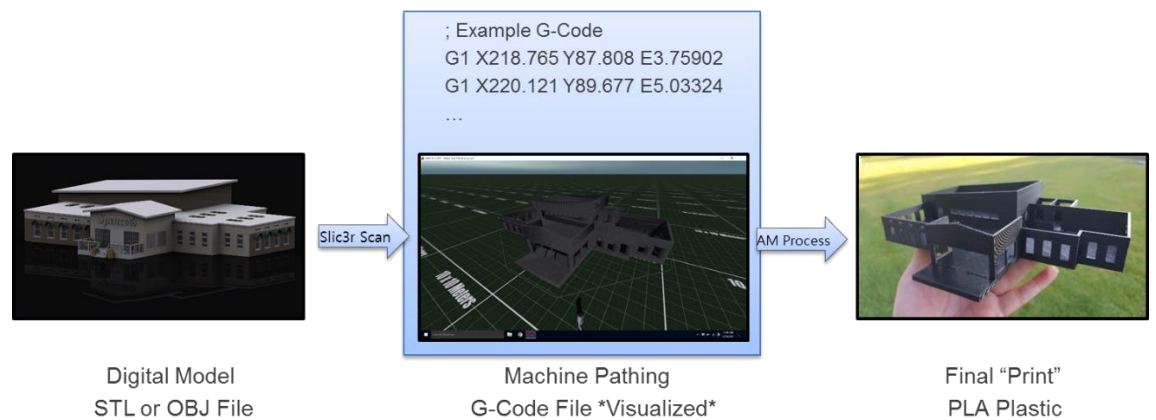 ; Example G-Code
G1 X218.765 Y87.808 E3.75902
G1 X220.121 Y89.677 E5.03324
...
Slic3r Scan
AM Process
Digital Model
STL or OBJ File
Machine Pathing
G-Code File *Visualized*
Final “Print”
PLA Plastic